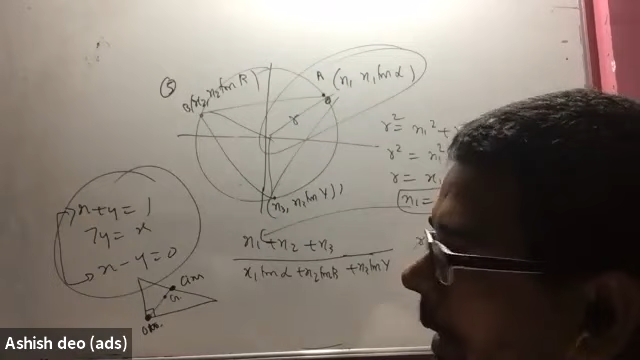 ⑤
A (x₁, x₁ tan α)
B(x₂, x₂ tan β)
r
(x₃, x₃ tan γ)
r² = x₁² +
r² = x₁²
r = x₁
x₁ =
x + y = 1
7y = x
x - y = 0
x₁ + x₂ + x₃
x₁ tan α + x₂ tan β + x₃ tan γ
G
Ashish deo (ads)